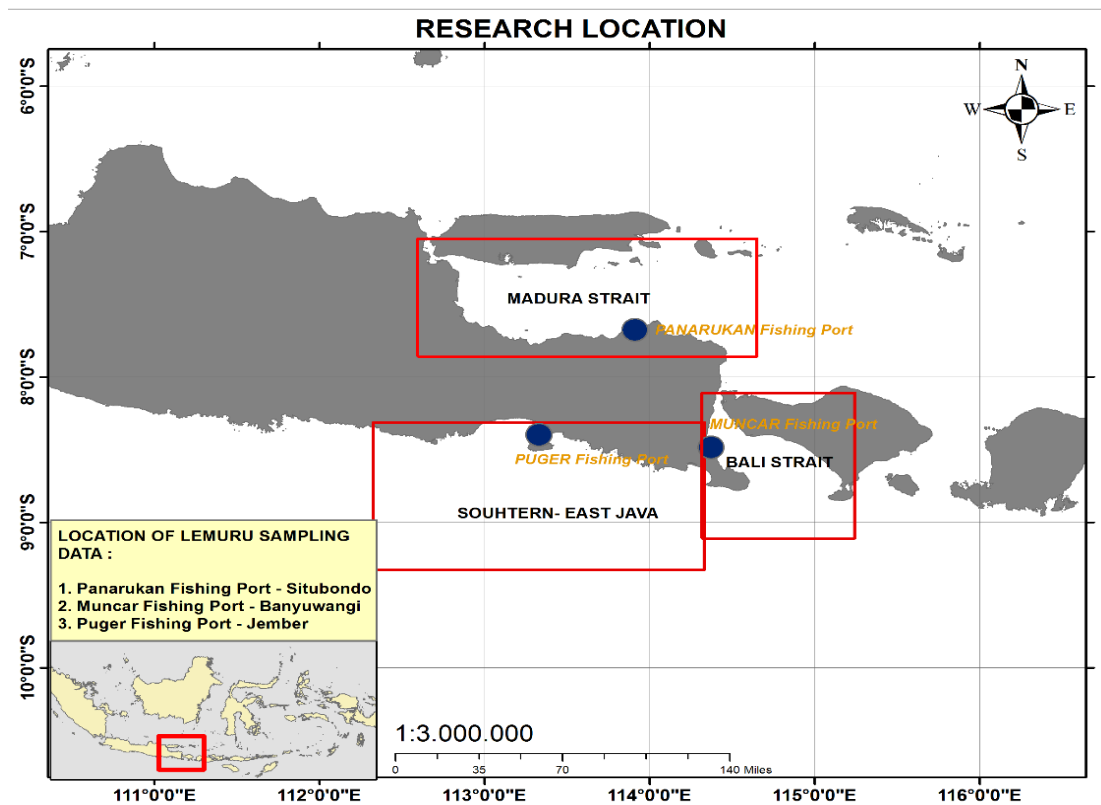 RESEARCH LOCATION
N
W E
S
6°0'0"S
7°0'0"S
8°0'0"S
9°0'0"S
10°0'0"S
MADURA STRAIT
PANARUKAN Fishing Port
MUNCAR Fishing Port
PUGER Fishing Port
BALI STRAIT
SOUHTERN- EAST JAVA
LOCATION OF LEMURU SAMPLING
DATA :
1. Panarukan Fishing Port - Situbondo
2. Muncar Fishing Port - Banyuwangi
3. Puger Fishing Port - Jember
1:3.000.000
0 35 70 140 Miles
111°0'0"E 112°0'0"E 113°0'0"E 114°0'0"E 115°0'0"E 116°0'0"E